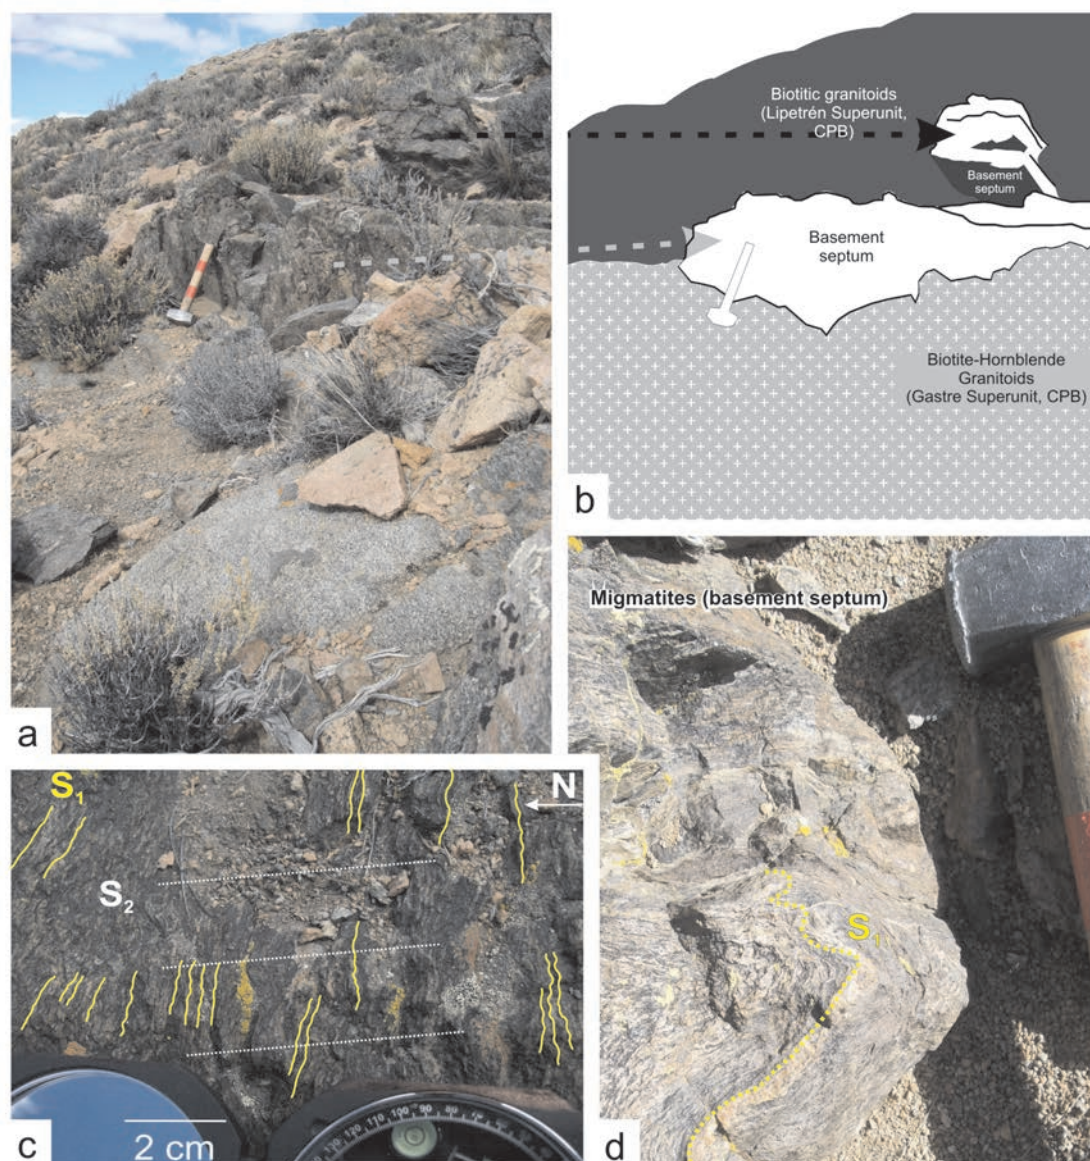 a
Biotitic granitoids
(Lipetrén Superunit,
CPB)
Basement
septum
Basement
septum
Biotite-Hornblende
Granitoids
(Gastre Superunit, CPB)
b
S1
N
S2
2 cm
c
Migmatites (basement septum)
S1
d